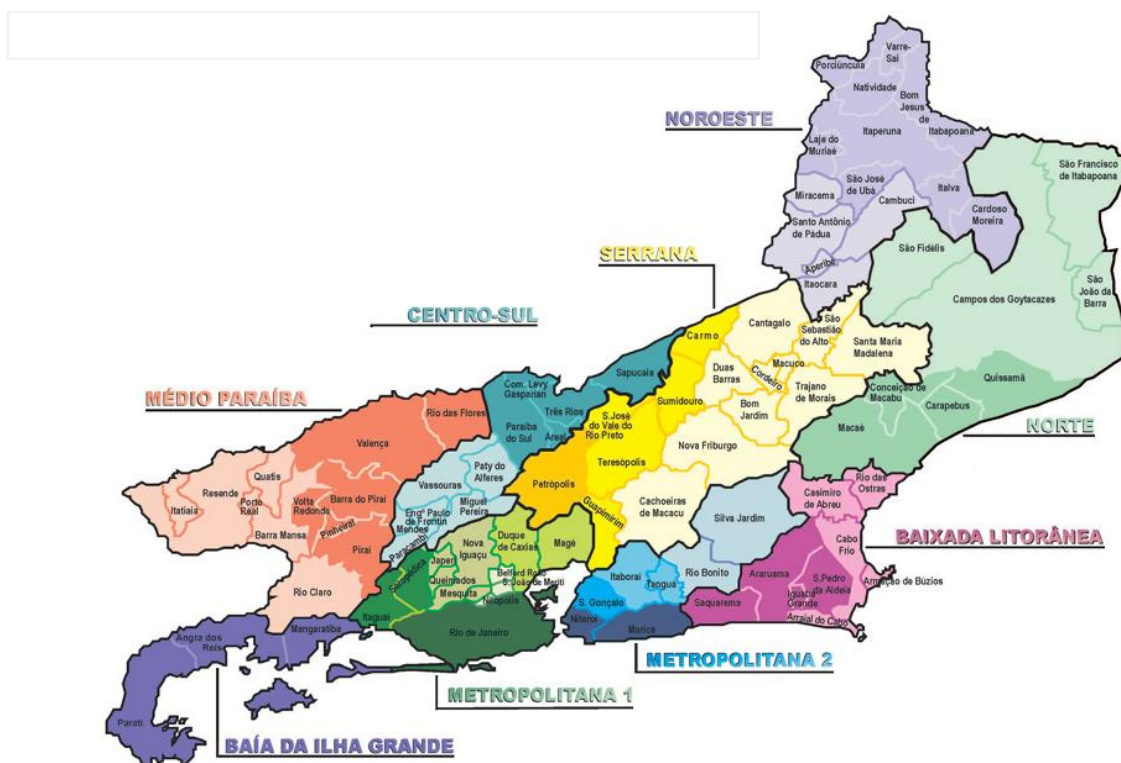 Varre-
Sai
Porciúncula
Natividade
Bom
Jesus de
Itabapoana
NOROESTE
Itaperuna
Laje do
Muriaé
São Francisco
de Itabapoana
São José
de Ubá
Miracema
Italva
Cambuci
Cardoso
Moreira
Santo Antônio
de Pádua
São Fidélis
SERRANA
Aperibé
Itaocara
São
João da
Barra
Campos dos Goytacazes
CENTRO-SUL
Cantagalo
São
Sebastião
do Alto
Carmo
Santa Maria
Madalena
Sapucaia
Macuco
Duas
Barras
Cordeiro
Quissamã
Com. Levy
Gasparian
Trajano
de Morais
Conceição de
Macabu
MÉDIO PARAÍBA
Sumidouro
Rio das Flores
Três Rios
S.José
do Vale do
Rio Preto
Bom
Jardim
Carapebus
Paraíba
do Sul
Areal
Macaé
NORTE
Valença
Nova Friburgo
Teresópolis
Paty do
Alferes
Quatis
Petrópolis
Rio das
Ostras
Vassouras
Resende
Casimiro
de Abreu
Barra do Piraí
Porto
Real
Volta
Redonda
Itatiaia
Miguel
Pereira
Cachoeiras
de Macacu
Guapimirim
Engº Paulo
de Frontin
Silva Jardim
Mendes
Pinheiral
Barra Mansa
Paracambi
Duque
de Caxias
Magé
Nova
Iguaçu
Cabo
Frio
BAIXADA LITORÂNEA
Piraí
Japeri
Belford Roxo
S. João de Meriti
Itaboraí
Tanguá
Rio Bonito
Araruama
Seropédica
Queimados
S.Pedro
da Aldeia
Armação de Búzios
Mesquita
Rio Claro
Nilópolis
S. Gonçalo
Saquarema
Iguaba
Grande
Itaguaí
Niterói
Arraial do Cabo
Mangaratiba
Rio de Janeiro
Maricá
Angra dos
Reis
METROPOLITANA 2
METROPOLITANA 1
Parati
BAÍA DA ILHA GRANDE